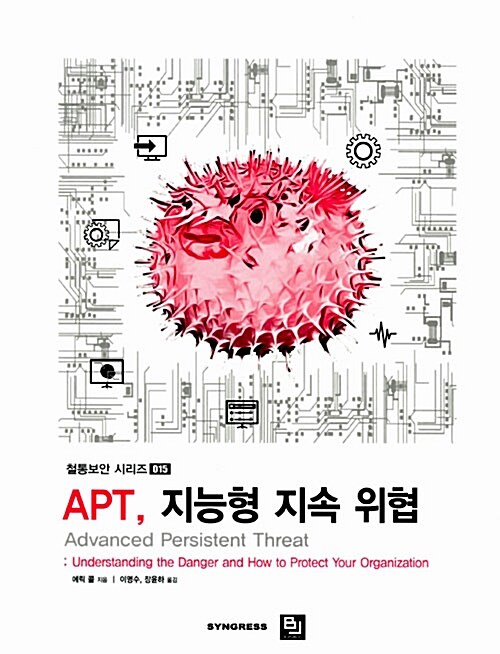 철통보안 시리즈 015
APT, 지능형 지속 위협
Advanced Persistent Threat
: Understanding the Danger and How to Protect Your Organization
에릭 콜 지음 | 이명수, 장윤하 옮김
SYNGRESS BJ